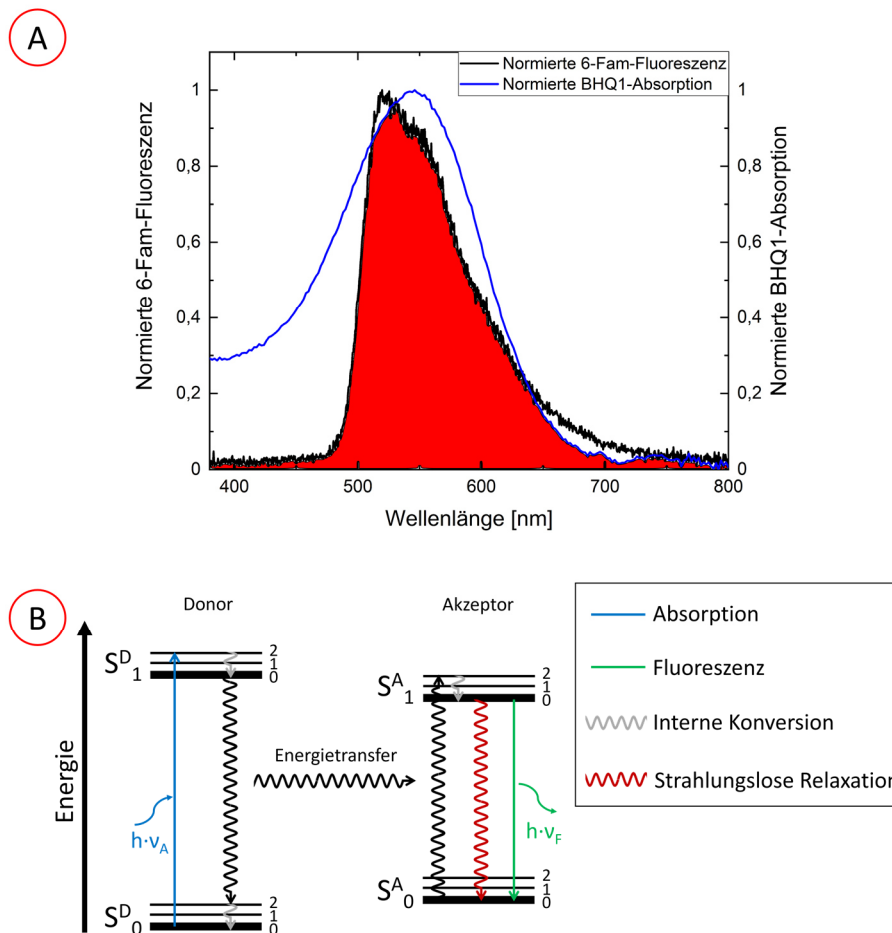 A
Normierte 6-Fam-Fluoreszenz
Normierte BHQ1-Absorption
1
0,8
0,6
0,4
0,2
0
Normierte 6-Fam-Fluoreszenz
1
0,8
0,6
0,4
0,2
0
Normierte BHQ1-Absorption
400 500 600 700 800
Wellenlänge [nm]
B
Donor
Akzeptor
Energie
S^D_1
2
1
0
S^A_1
2
1
0
Energietransfer
h·ν_A
h·ν_F
S^D_0
2
1
0
S^A_0
2
1
0
Absorption
Fluoreszenz
Interne Konversion
Strahlungslose Relaxation